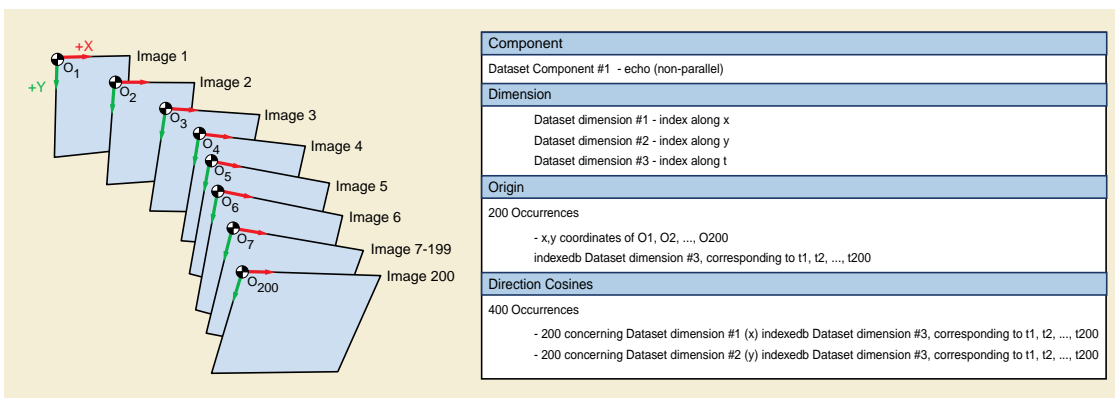 +X
+Y
O1
Image 1
O2
Image 2
O3
Image 3
O4
Image 4
O5
Image 5
O6
Image 6
O7
Image 7-199
O200
Image 200
Component
Dataset Component #1 - echo (non-parallel)
Dimension
Dataset dimension #1 - index along x
Dataset dimension #2 - index along y
Dataset dimension #3 - index along t
Origin
200 Occurrences
- x,y coordinates of O1, O2, ..., O200
indexedb Dataset dimension #3, corresponding to t1, t2, ..., t200
Direction Cosines
400 Occurrences
- 200 concerning Dataset dimension #1 (x) indexedb Dataset dimension #3, corresponding to t1, t2, ..., t200
- 200 concerning Dataset dimension #2 (y) indexedb Dataset dimension #3, corresponding to t1, t2, ..., t200